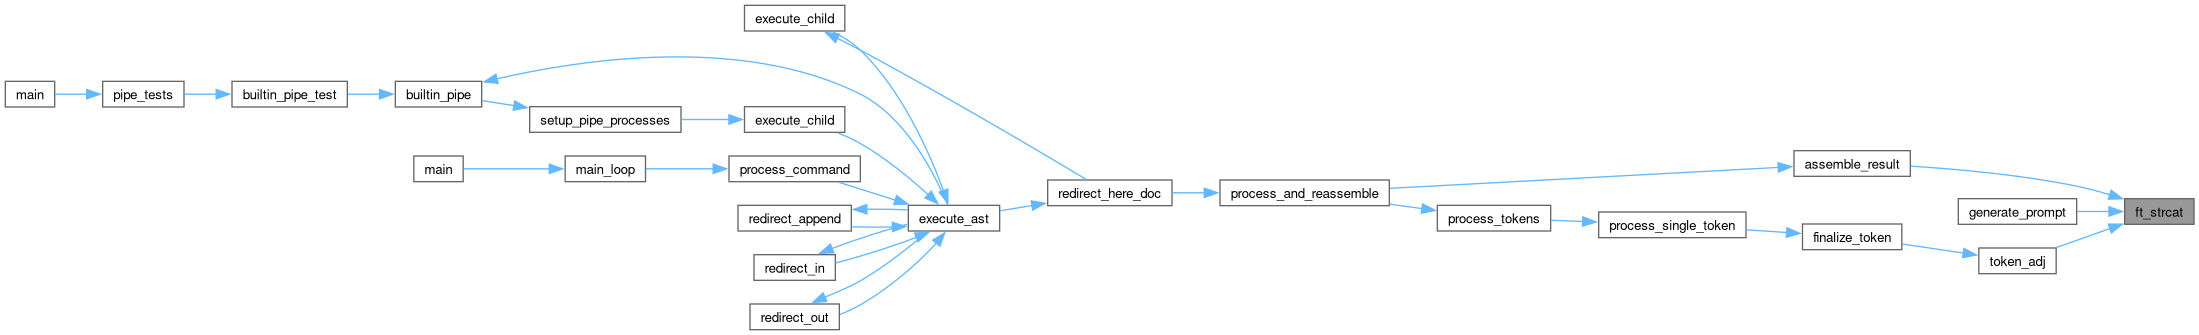 execute_child
main
pipe_tests
builtin_pipe_test
builtin_pipe
setup_pipe_processes
execute_child
main
main_loop
process_command
redirect_append
execute_ast
redirect_in
redirect_out
redirect_here_doc
process_and_reassemble
assemble_result
process_tokens
process_single_token
finalize_token
generate_prompt
token_adj
ft_strcat